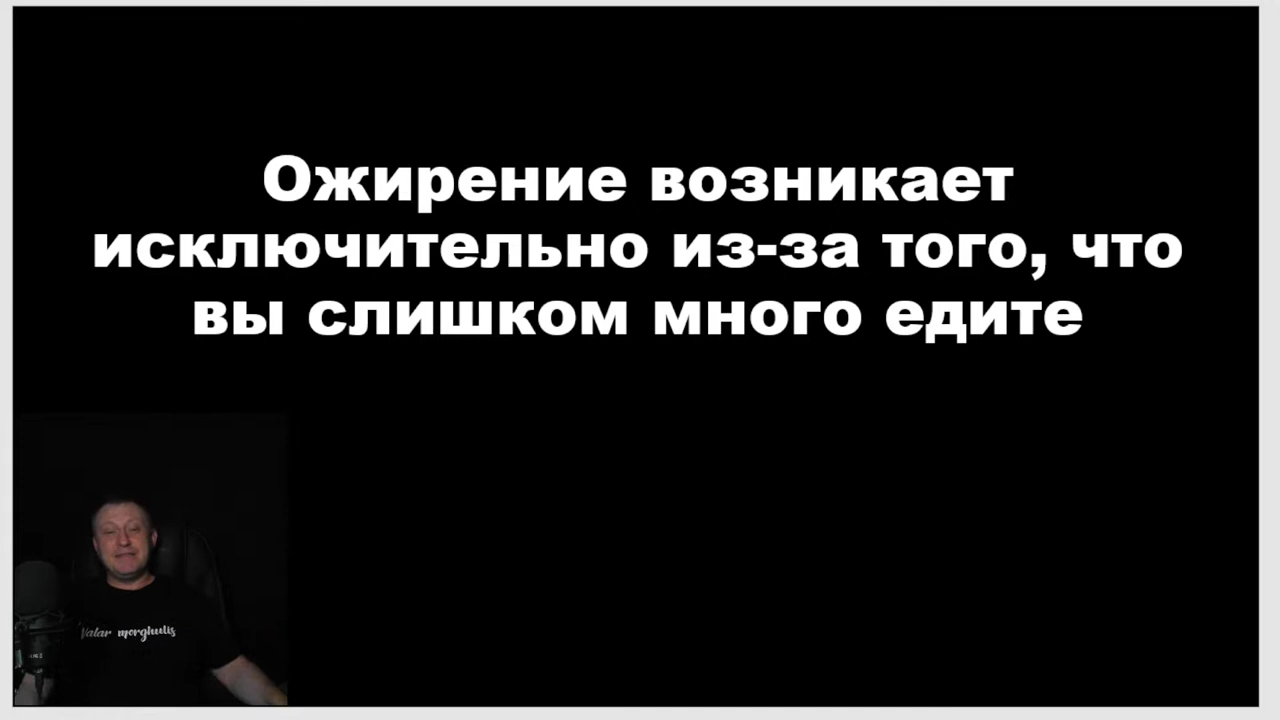 Ожирение возникает
исключительно из-за того, что
вы слишком много едите
Valar morghulis